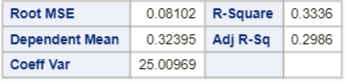 Root MSE 0.08102 R-Square 0.3336
Dependent Mean 0.32395 Adj R-Sq 0.2986
Coeff Var 25.00969